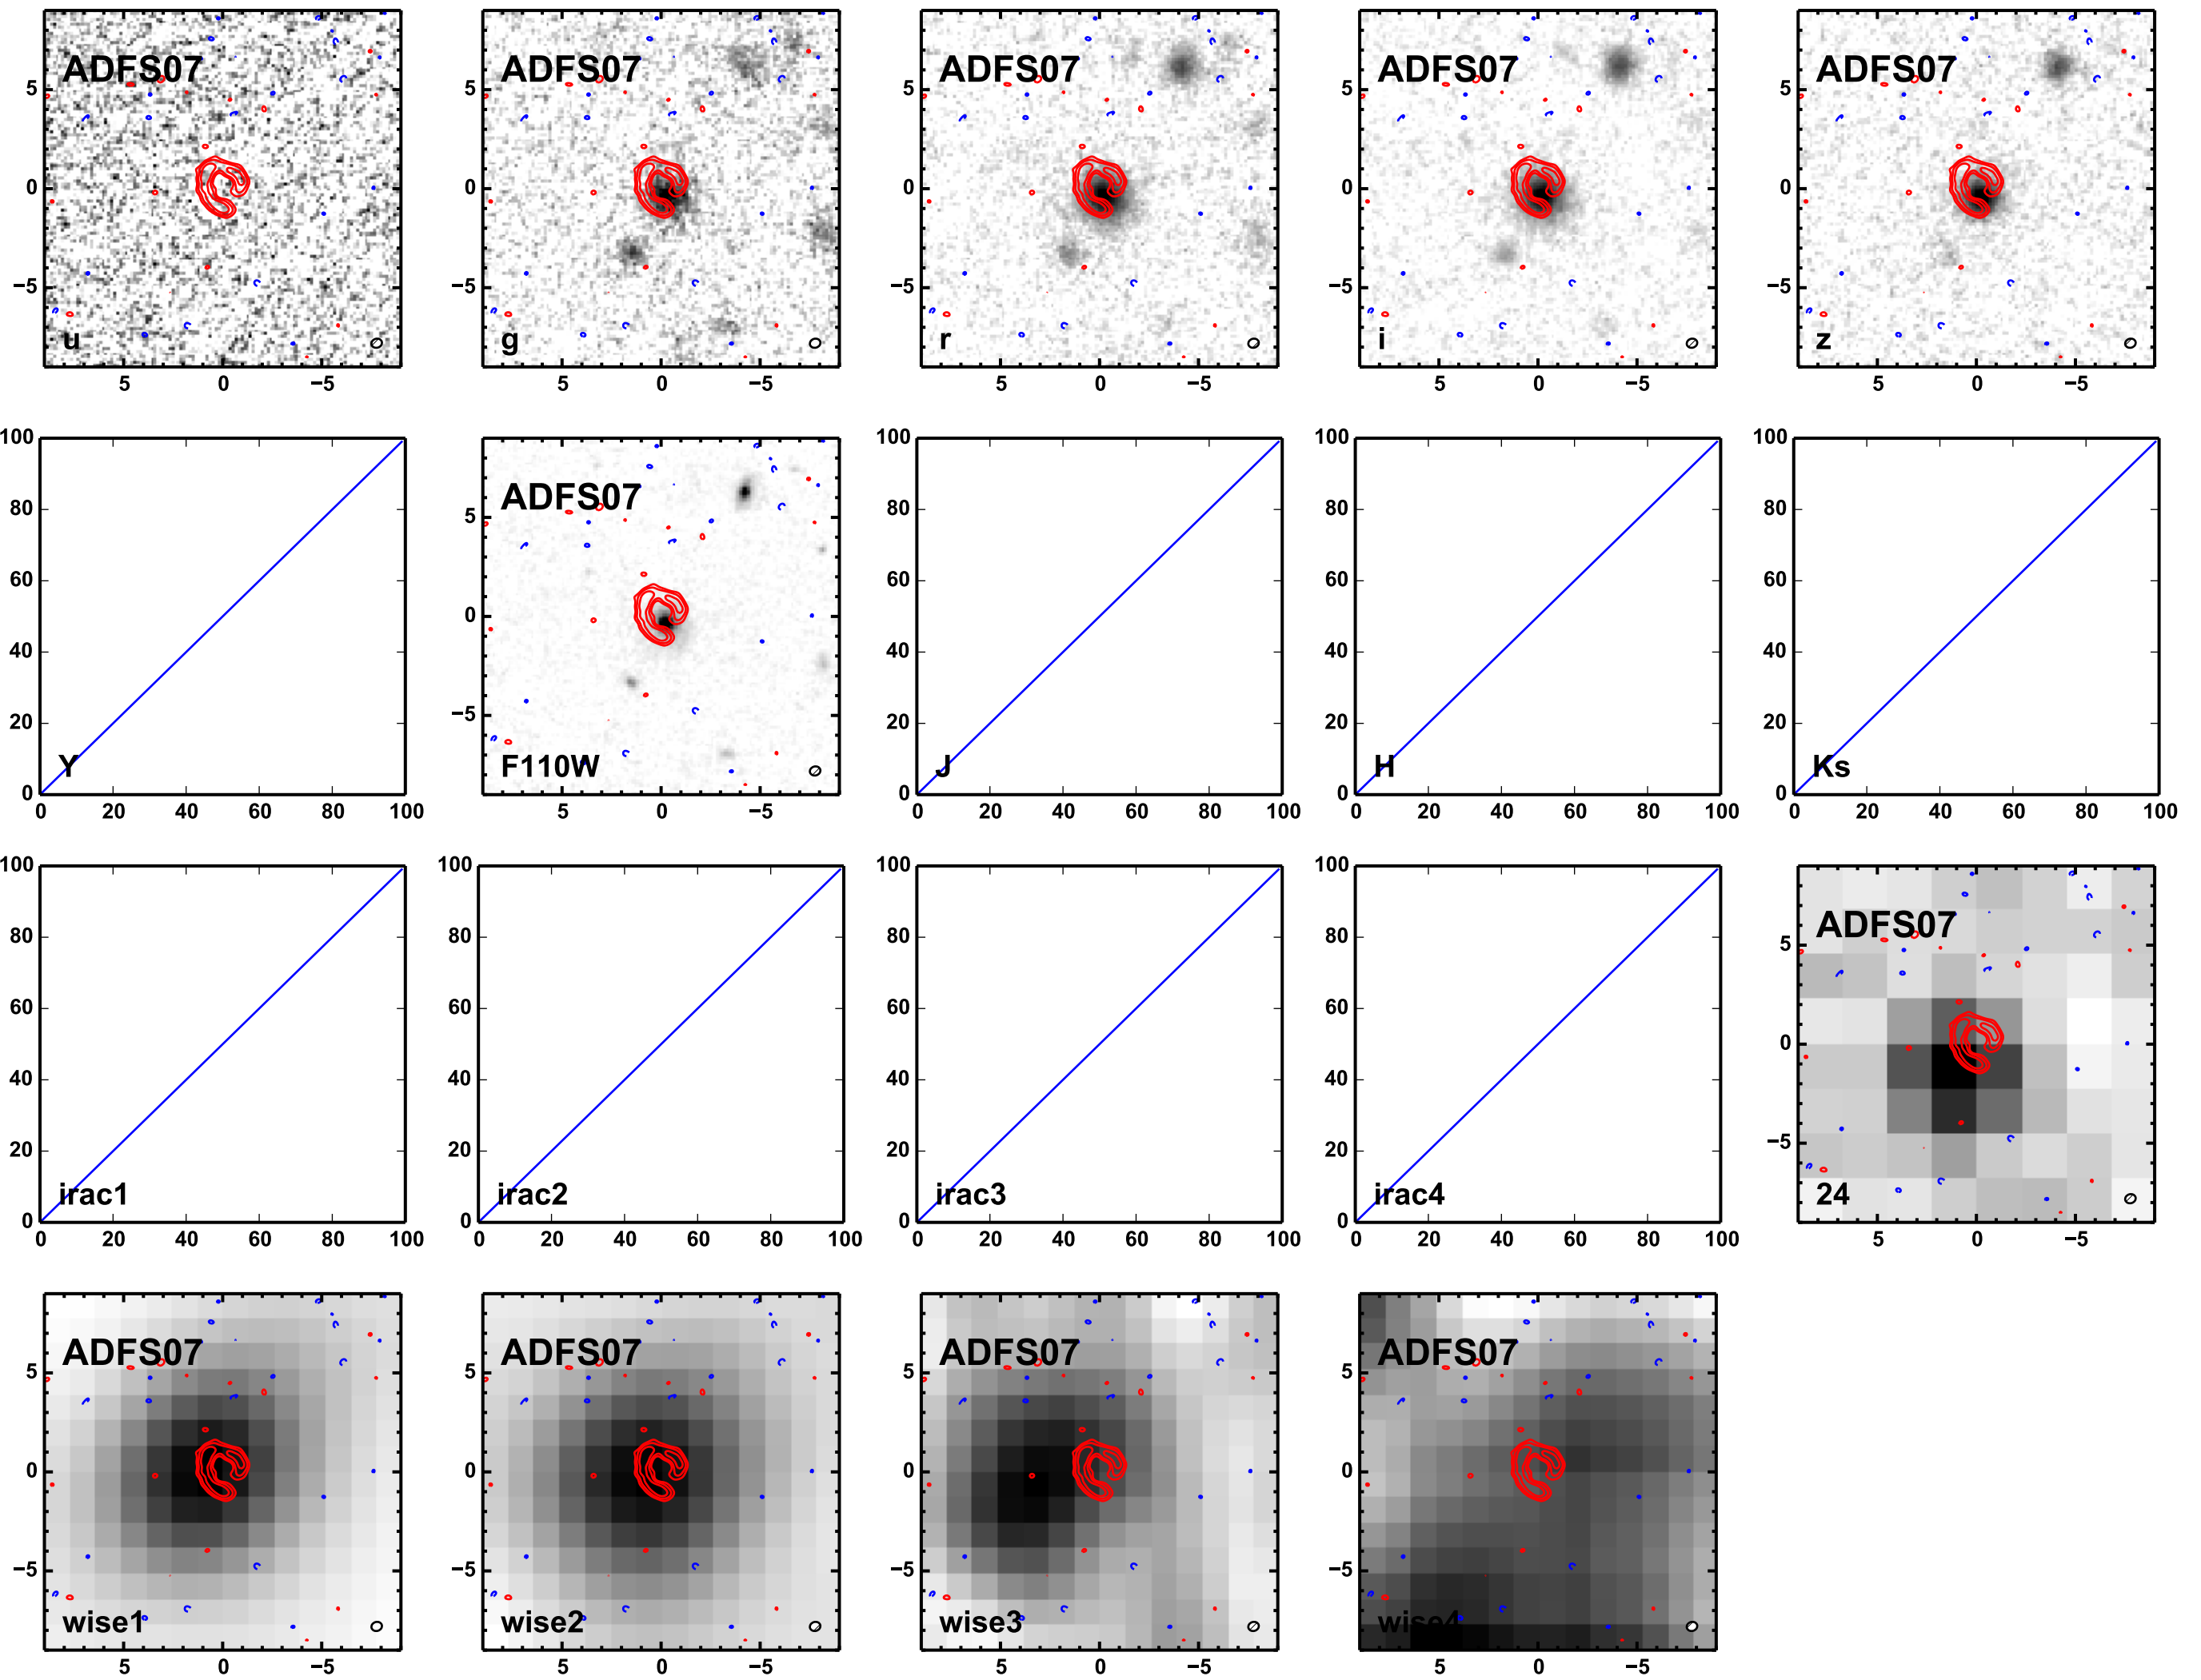 ADFS07 ADFS07 ADFS07 ADFS07 ADFS07
5 5 5 5 5
0 0 0 0 0
−5 −5 −5 −5 −5
u g r i z
5 0 −5 5 0 −5 5 0 −5 5 0 −5 5 0 −5
100 100 100 100
ADFS07
80 5 80 80 80
60 60 60 60
0
40 40 40 40
−5
20 20 20 20
Y F110W J H Ks
0 0 0 0
0 20 40 60 80 100 5 0 −5 0 20 40 60 80 100 0 20 40 60 80 100 0 20 40 60 80 100
100 100 100 100
ADFS07
80 80 80 80 5
60 60 60 60
0
40 40 40 40
−5
20 20 20 20
irac1 irac2 irac3 irac4 24
0 0 0 0
0 20 40 60 80 100 0 20 40 60 80 100 0 20 40 60 80 100 0 20 40 60 80 100 5 0 −5
ADFS07 ADFS07 ADFS07 ADFS07
5 5 5 5
0 0 0 0
−5 −5 −5 −5
wise1 wise2 wise3 wise4
5 0 −5 5 0 −5 5 0 −5 5 0 −5